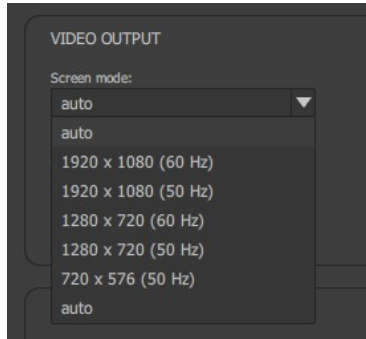 VIDEO OUTPUT
Screen mode:
auto
auto
1920 x 1080 (60 Hz)
1920 x 1080 (50 Hz)
1280 x 720 (60 Hz)
1280 x 720 (50 Hz)
720 x 576 (50 Hz)
auto